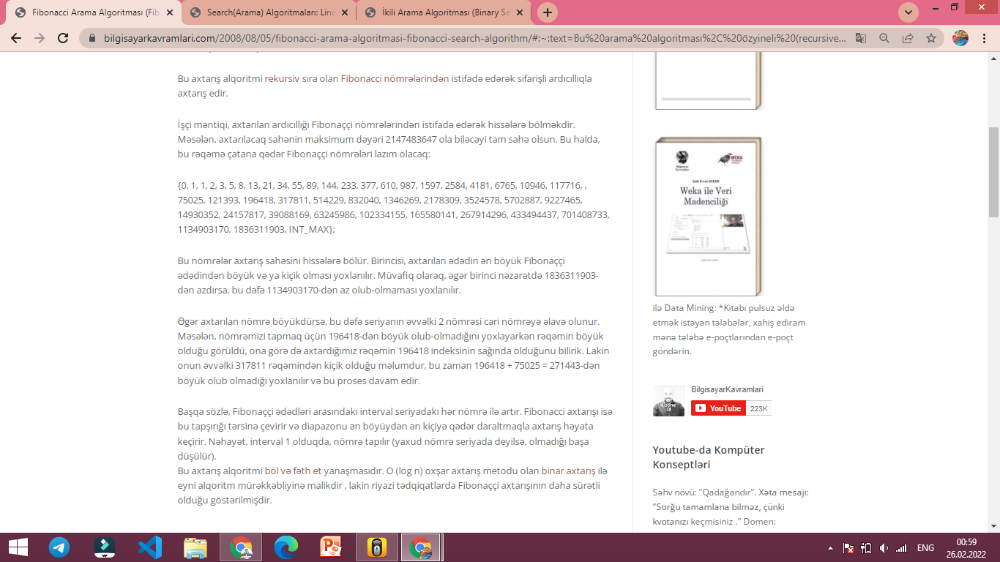 Fibonacci Arama Algoritması (Fib
Search(Arama) Algoritmaları: Line
İkili Arama Algoritması (Binary Se
bilgisayarkavramlari.com/2008/08/05/fibonacci-arama-algoritmasi-fibonacci-search-algorithm/#:~:text=Bu%20arama%20algoritması%2C%20özyineli%20(recursive...
Bu axtarış alqoritmi rekursiv sıra olan Fibonacci nömrələrindən istifadə edərək sifarişli ardıcıllıqla
axtarış edir.
İşçi məntiqi, axtarılan ardıcıllığı Fibonaççi nömrələrindən istifadə edərək hissələrə bölməkdir.
Məsələn, axtarılacaq sahənin maksimum dəyəri 2147483647 ola biləcəyi tam sahə olsun. Bu halda,
bu rəqəmə çatana qədər Fibonaççi nömrələri lazım olacaq:
{0, 1, 1, 2, 3, 5, 8, 13, 21, 34, 55, 89, 144, 233, 377, 610, 987, 1597, 2584, 4181, 6765, 10946, 117716, ,
75025, 121393, 196418, 317811, 514229, 832040, 1346269, 2178309, 3524578, 5702887, 9227465,
14930352, 24157817, 39088169, 63245986, 102334155, 165580141, 267914296, 433494437, 701408733,
1134903170, 1836311903, INT_MAX};
Bu nömrələr axtarış sahəsini hissələrə bölür. Birincisi, axtarılan ədədin ən böyük Fibonaççi
ədədindən böyük və ya kiçik olması yoxlanılır. Müvafiq olaraq, əgər birinci nəzarətdə 1836311903-
dən azdırsa, bu dəfə 1134903170-dən az olub-olmaması yoxlanılır.
Əgər axtarılan nömrə böyükdürsə, bu dəfə seriyanın əvvəlki 2 nömrəsi cari nömrəyə əlavə olunur.
Məsələn, nömrəmizi tapmaq üçün 196418-dən böyük olub-olmadığını yoxlayarkən rəqəmin böyük
olduğu görüldü, ona görə də axtardığımız rəqəmin 196418 indeksinin sağında olduğunu bilirik. Lakin
onun əvvəlki 317811 rəqəmindən kiçik olduğu məlumdur, bu zaman 196418 + 75025 = 271443-dən
böyük olub olmadığı yoxlanılır və bu proses davam edir.
Başqa sözlə, Fibonaççi ədədləri arasındakı interval seriyadakı hər nömrə ilə artır. Fibonacci axtarışı isə
bu tapşırığı tərsinə çevirir və diapazonu ən böyüydən ən kiçiyə qədər daraltmaqla axtarış həyata
keçirir. Nəhayət, interval 1 olduqda, nömrə tapılır (yaxud nömrə seriyada deyilsə, olmadığı başa
düşülür).
Bu axtarış alqoritmi böl və fəth et yanaşmasıdır. O (log n) oxşar axtarış metodu olan binar axtarış ilə
eyni alqoritm mürəkkəbliyinə malikdir , lakin riyazi tədqiqatlarda Fibonaççi axtarışının daha sürətli
olduğu göstərilmişdir.
WEKA
Weka ile Veri
Madenciliği
ilə Data Mining: *Kitabı pulsuz əldə
etmək istəyən tələbələr, xahiş edirəm
mənə tələbə e-poçtlarından e-poçt
göndərin.
Abone
Ol
BilgisayarKavramlari
YouTube 223K
Youtube-da Kompüter
Konseptləri
Səhv növü: "Qadağandır". Xəta mesajı:
"Sorğu tamamlana bilməz, çünki
kvotanızı keçmisiniz ." Domen:
ENG
00:59
26.02.2022